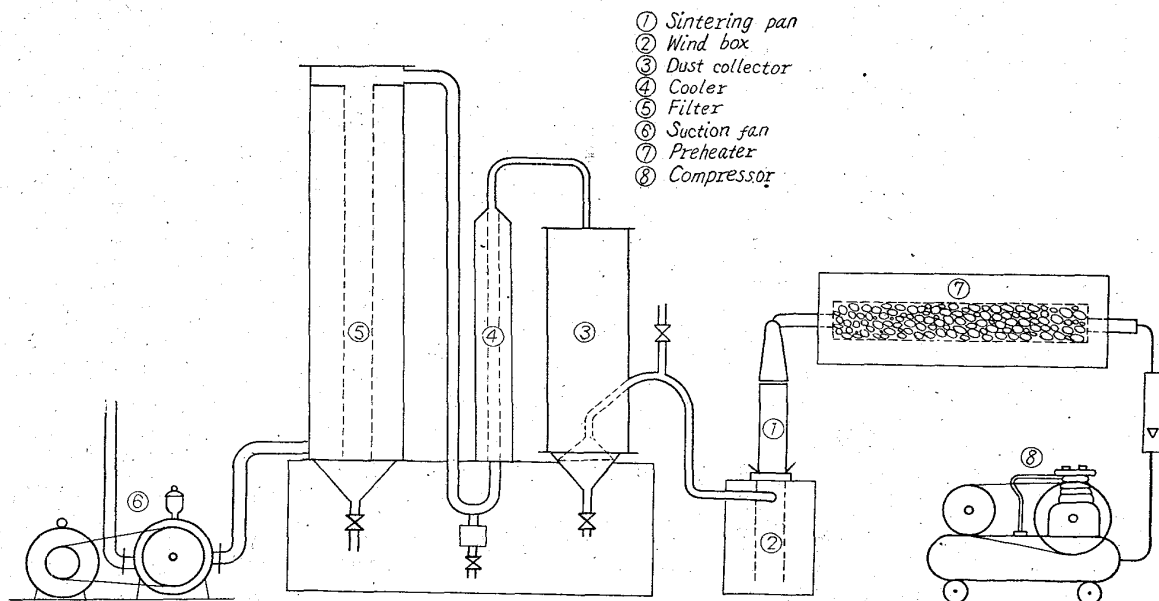 ① Sintering pan
② Wind box
③ Dust collector
④ Cooler
⑤ Filter
⑥ Suction fan
⑦ Preheater
⑧ Compressor
⑦
⑤
④
③
①
⑧
⑥
②